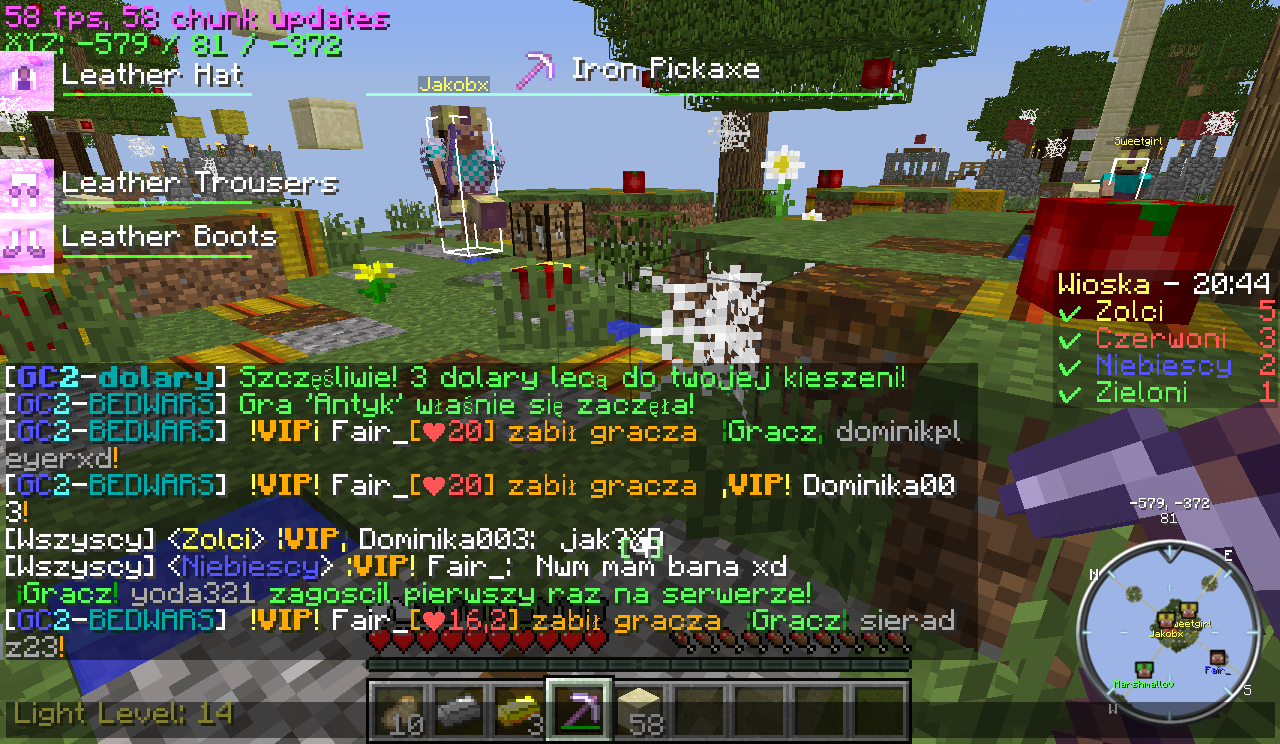 58 fps, 58 chunk updates
XYZ: -579 / 81 / -372
Leather Hat
Iron Pickaxe
Jakobx
Sweetgirl
Leather Trousers
Leather Boots
Wioska - 20:44
✓ Zolci 5
✓ Czerwoni 3
✓ Niebiescy 2
✓ Zieloni 1
[GC2-dolary] Szczęśliwie! 3 dolary lecą do twojej kieszeni!
[GC2-BEDWARS] Gra 'Antyk' właśnie się zaczęła!
[GC2-BEDWARS] !VIP¡ Fair_[♥20] zabił gracza ¦Gracz, dominikpl
eyerxd!
[GC2-BEDWARS] !VIP! Fair_[♥20] zabił gracza ,VIP! Dominika00
3!
[Wszyscy] <Zolci> ¦VIP, Dominika003: jak?
[Wszyscy] <Niebiescy> ¦VIP! Fair_: Nwm mam bana xd
¡Gracz! yoda321 zagoscil pierwszy raz na serwerze!
[GC2-BEDWARS] !VIP! Fair_[♥16,2] zabił gracza ¦Gracz¦ sierad
z23!
-579, -372
81
N
E
S
W
Sweetgirl
Jakobx
Fair_
Marshmallov
10
3
58
Light Level: 14